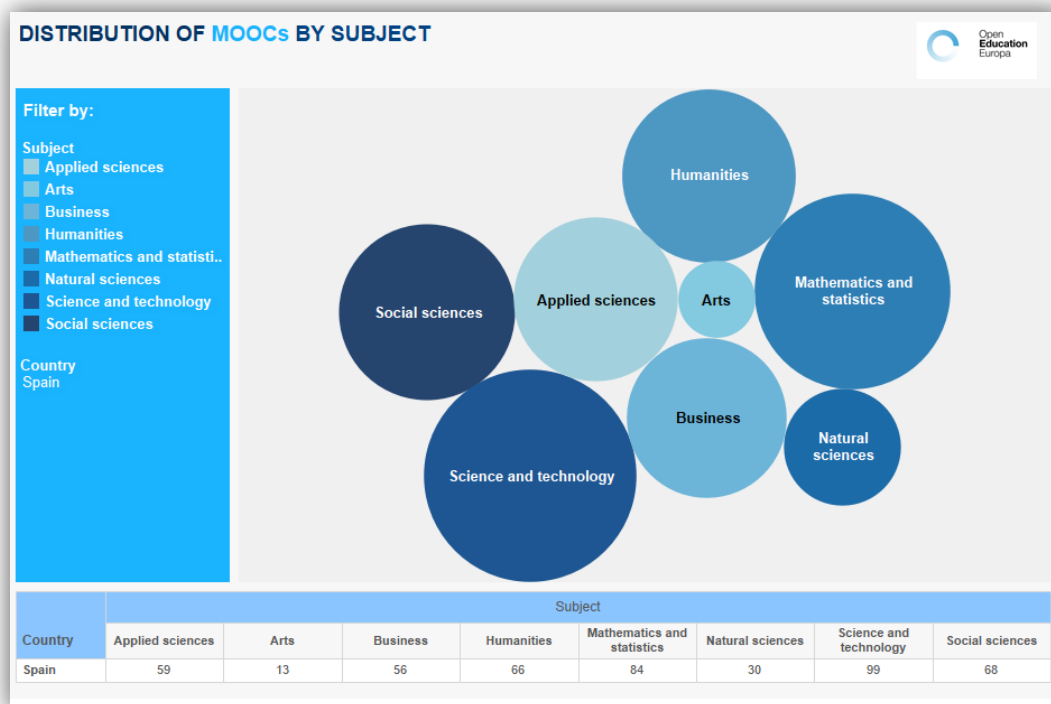 DISTRIBUTION OF MOOCs BY SUBJECT
Open
Education
Europa
Filter by:
Subject
Applied sciences
Arts
Business
Humanities
Mathematics and statisti..
Natural sciences
Science and technology
Social sciences
Country
Spain
Humanities
Mathematics and
statistics
Social sciences
Applied sciences
Arts
Business
Natural
sciences
Science and technology
Subject
Country
Applied sciences
Arts
Business
Humanities
Mathematics and
statistics
Natural sciences
Science and
technology
Social sciences
Spain 59 13 56 66 84 30 99 68